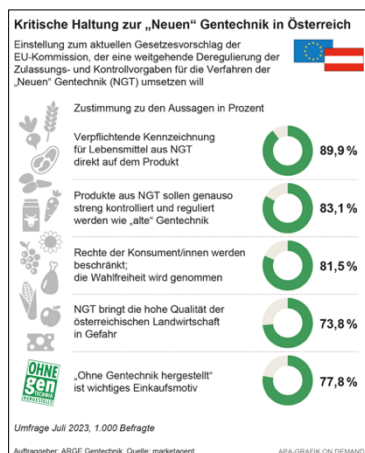 Kritische Haltung zur „Neuen“ Gentechnik in Österreich
Einstellung zum aktuellen Gesetzesvorschlag der
EU-Kommission, der eine weitgehende Deregulierung der
Zulassungs- und Kontrollvorgaben für die Verfahren der
„Neuen“ Gentechnik (NGT) umsetzen will
Zustimmung zu den Aussagen in Prozent
Verpflichtende Kennzeichnung
für Lebensmittel aus NGT
direkt auf dem Produkt
89,9 %
Produkte aus NGT sollen genauso
streng kontrolliert und reguliert
werden wie „alte“ Gentechnik
83,1 %
Rechte der Konsument/innen werden
beschränkt;
die Wahlfreiheit wird genommen
81,5 %
NGT bringt die hohe Qualität der
österreichischen Landwirtschaft
in Gefahr
73,8 %
OHNE
gen
TECHNIK
HERGESTELLT
„Ohne Gentechnik hergestellt“
ist wichtiges Einkaufsmotiv
77,8 %
Umfrage Juli 2023, 1.000 Befragte
Auftraggeber: ARGE Gentechnik, Quelle: marketagent
APA-GRAFIK ON DEMAND